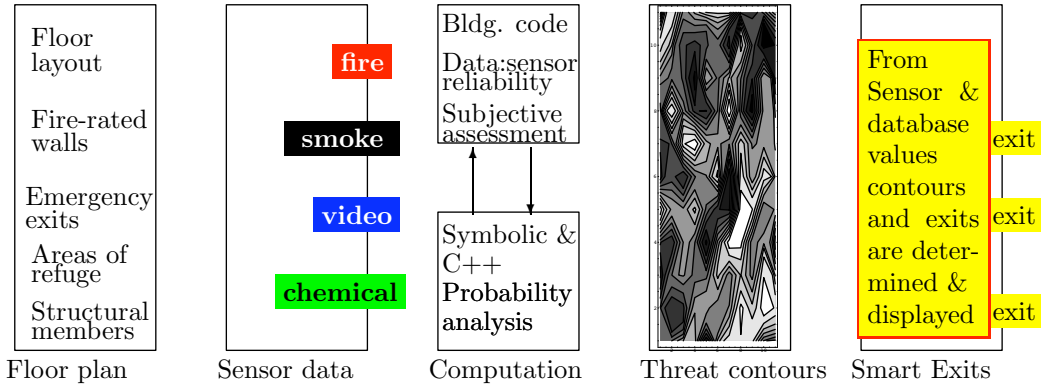 Floor
layout
Fire-rated
walls
Emergency
exits
Areas of
refuge
Structural
members
Floor plan
fire
smoke
video
chemical
Sensor data
Bldg. code
Data:sensor
reliability
Subjective
assessment
Symbolic &
C++
Probability
analysis
Computation
Threat contours
From
Sensor &
database
values
contours
and exits
are deter-
mined &
displayed
exit
exit
exit
Smart Exits